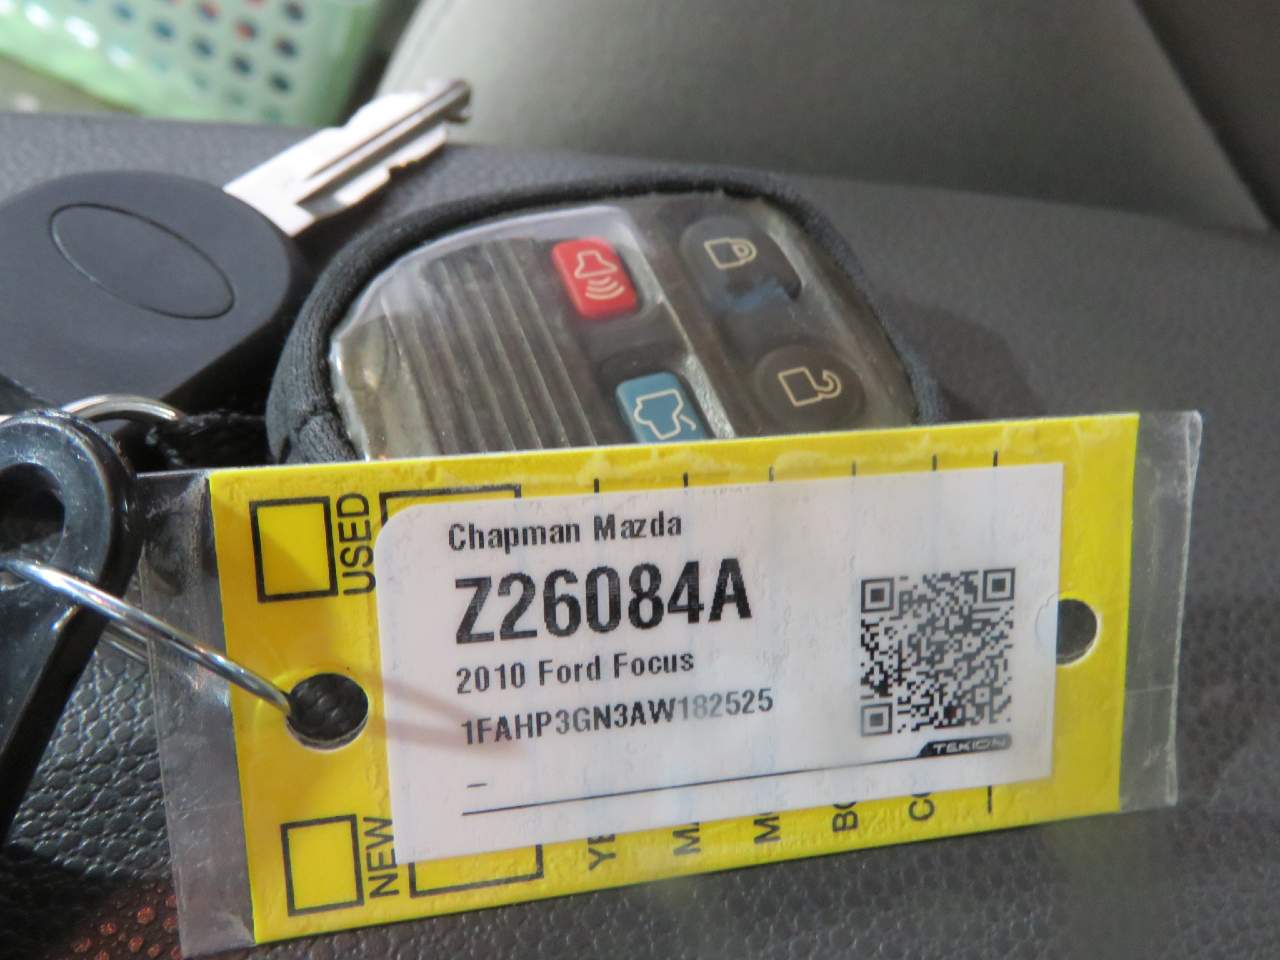 USED
Chapman Mazda
Z26084A
2010 Ford Focus
1FAHP3GN3AW182525
–
TEKION
NEW